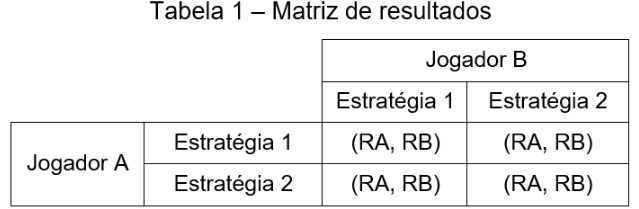 Tabela 1 – Matriz de resultados
Jogador B
Estratégia 1 Estratégia 2
Jogador A
Estratégia 1 (RA, RB) (RA, RB)
Estratégia 2 (RA, RB) (RA, RB)